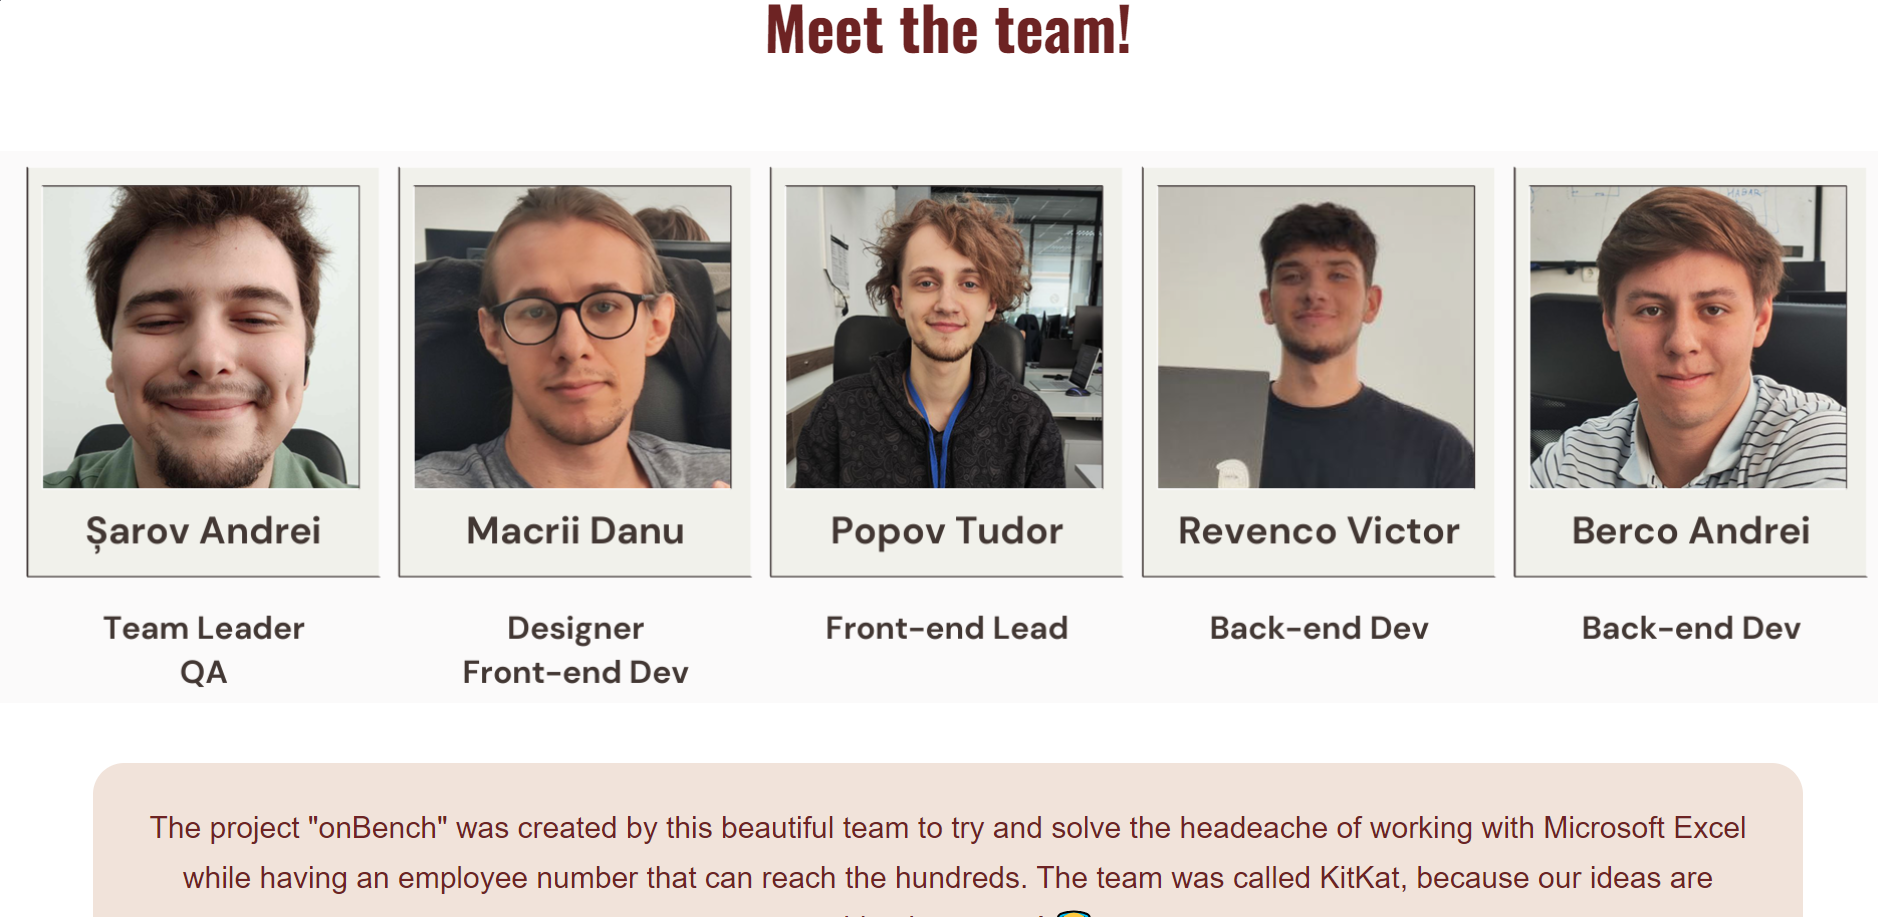 Meet the team!
Șarov Andrei
Macrii Danu
Popov Tudor
Revenco Victor
Berco Andrei
Team Leader
QA
Designer
Front-end Dev
Front-end Lead
Back-end Dev
Back-end Dev
The project "onBench" was created by this beautiful team to try and solve the headeache of working with Microsoft Excel
while having an employee number that can reach the hundreds. The team was called KitKat, because our ideas are